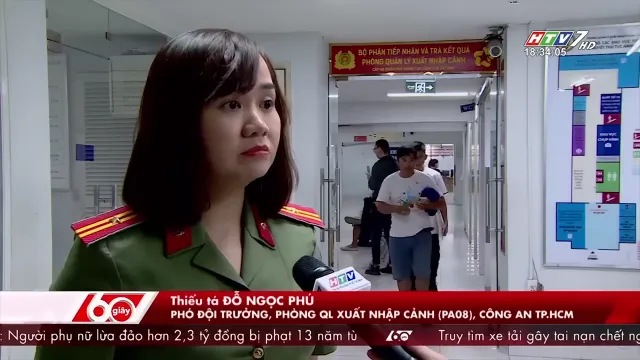 HTV7 HD
18:34:05
BỘ PHẬN TIẾP NHẬN VÀ TRẢ KẾT QUẢ
PHÒNG QUẢN LÝ XUẤT NHẬP CẢNH
HTV
60 giây
Thiếu tá ĐỖ NGỌC PHÚ
PHÓ ĐỘI TRƯỞNG, PHÒNG QL XUẤT NHẬP CẢNH (PA08), CÔNG AN TP.HCM
: Người phụ nữ lừa đảo hơn 2,3 tỷ đồng bị phạt 13 năm tù
60
Truy tìm xe tải gây tai nạn chết n